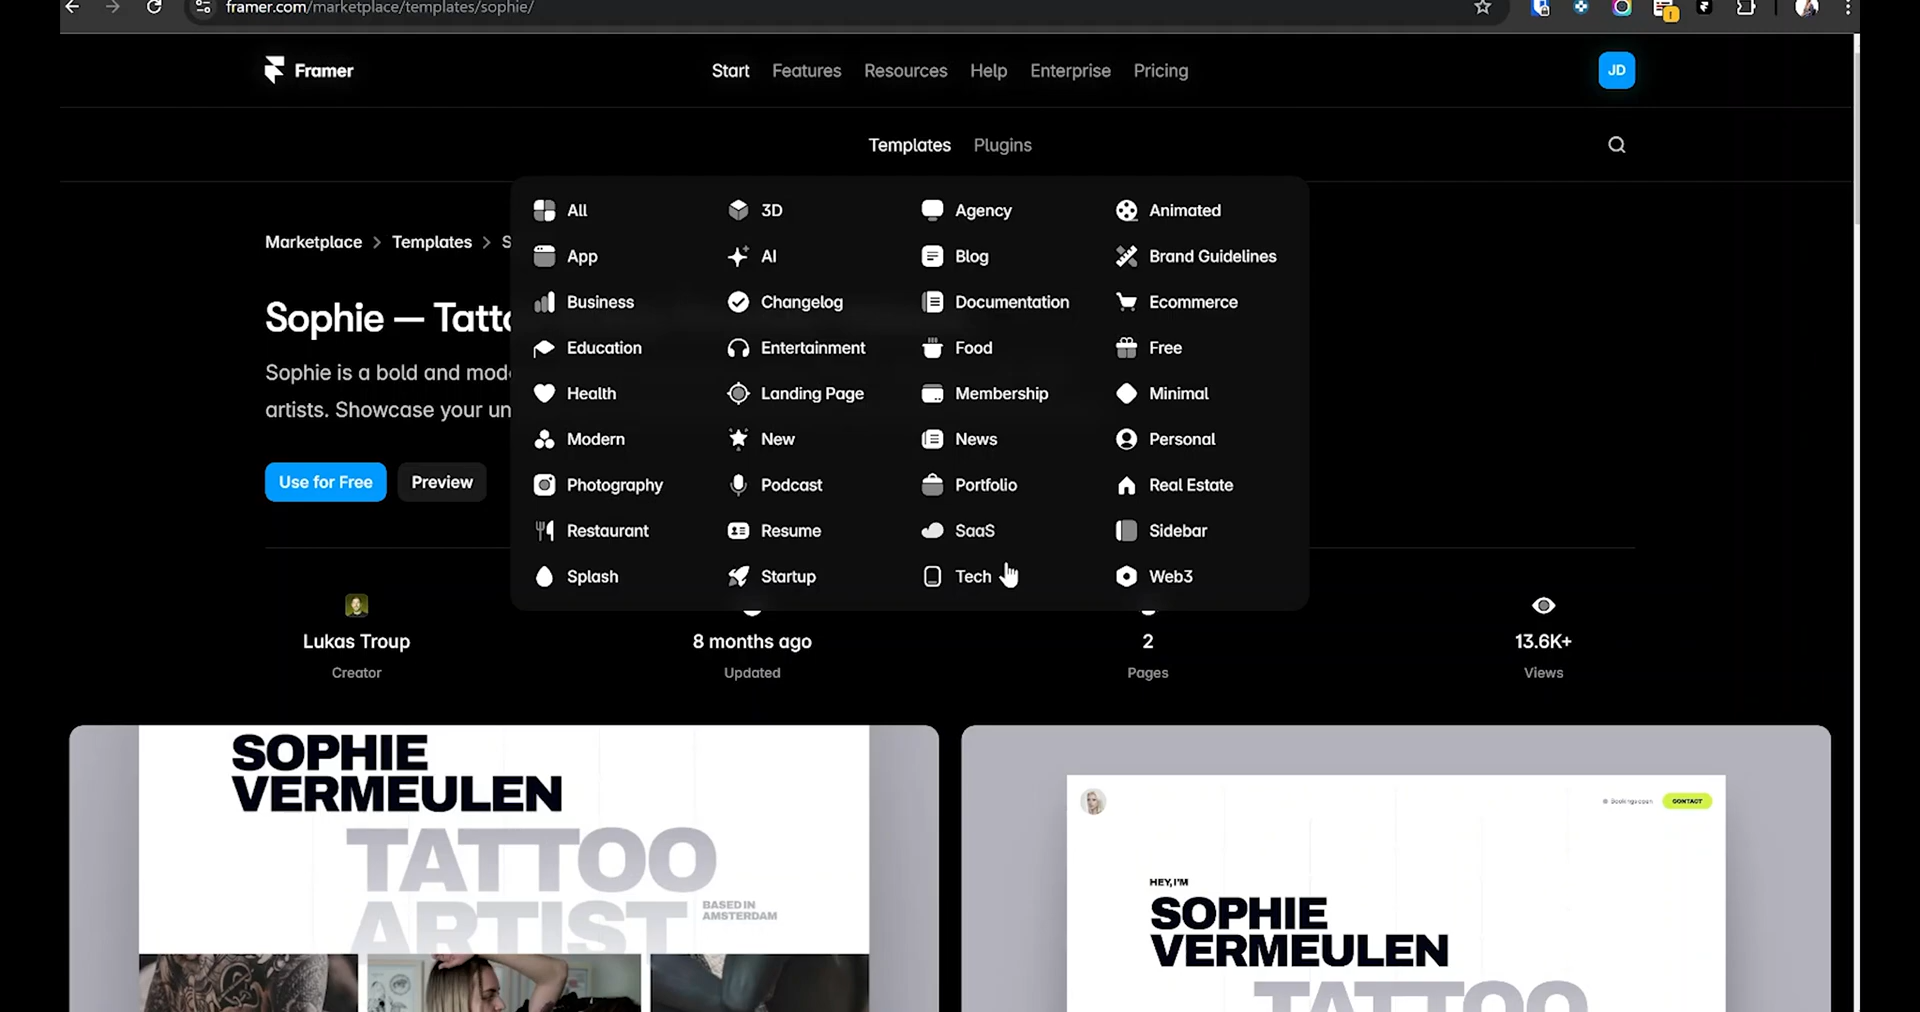 framer.com/marketplace/templates/sophie/
Framer
Start Features Resources Help Enterprise Pricing
JD
Templates Plugins
All 3D Agency Animated
App AI Blog Brand Guidelines
Business Changelog Documentation Ecommerce
Education Entertainment Food Free
Health Landing Page Membership Minimal
Modern New News Personal
Photography Podcast Portfolio Real Estate
Restaurant Resume SaaS Sidebar
Splash Startup Tech Web3
Marketplace > Templates > S
Sophie — Tatto
Sophie is a bold and mod
artists. Showcase your un
Use for Free Preview
Lukas Troup 8 months ago 2 13.6K+
Creator Updated Pages Views
SOPHIE
VERMEULEN
TATTOO
ARTIST
BASED IN
AMSTERDAM
Bookings open CONTACT
HEY, I'M
SOPHIE
VERMEULEN
TATTOO